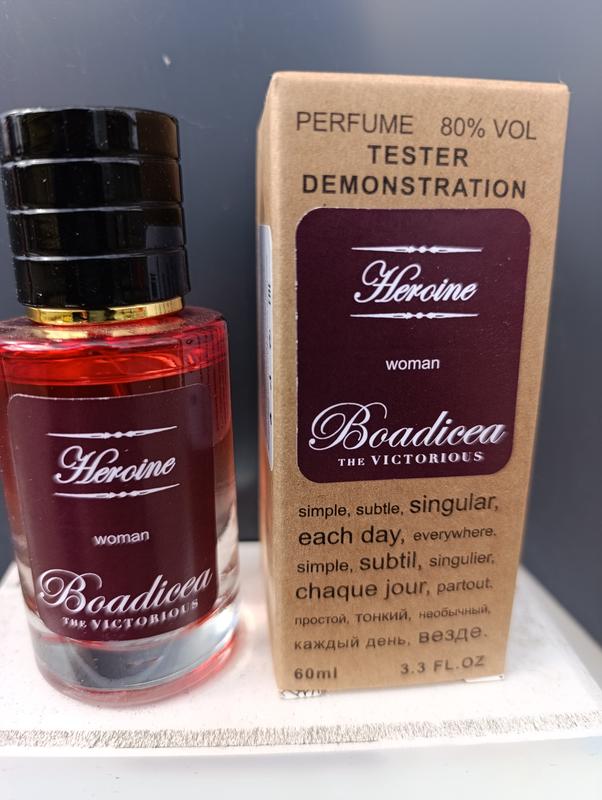 Heroine
woman
Boadicea
THE VICTORIOUS
PERFUME 80% VOL
TESTER
DEMONSTRATION
Heroine
woman
Boadicea
THE VICTORIOUS
simple, subtle, singular,
each day, everywhere.
simple, subtil, singulier,
chaque jour, partout.
простой, тонкий, необычный,
каждый день, везде.
60ml 3.3 FL.OZ